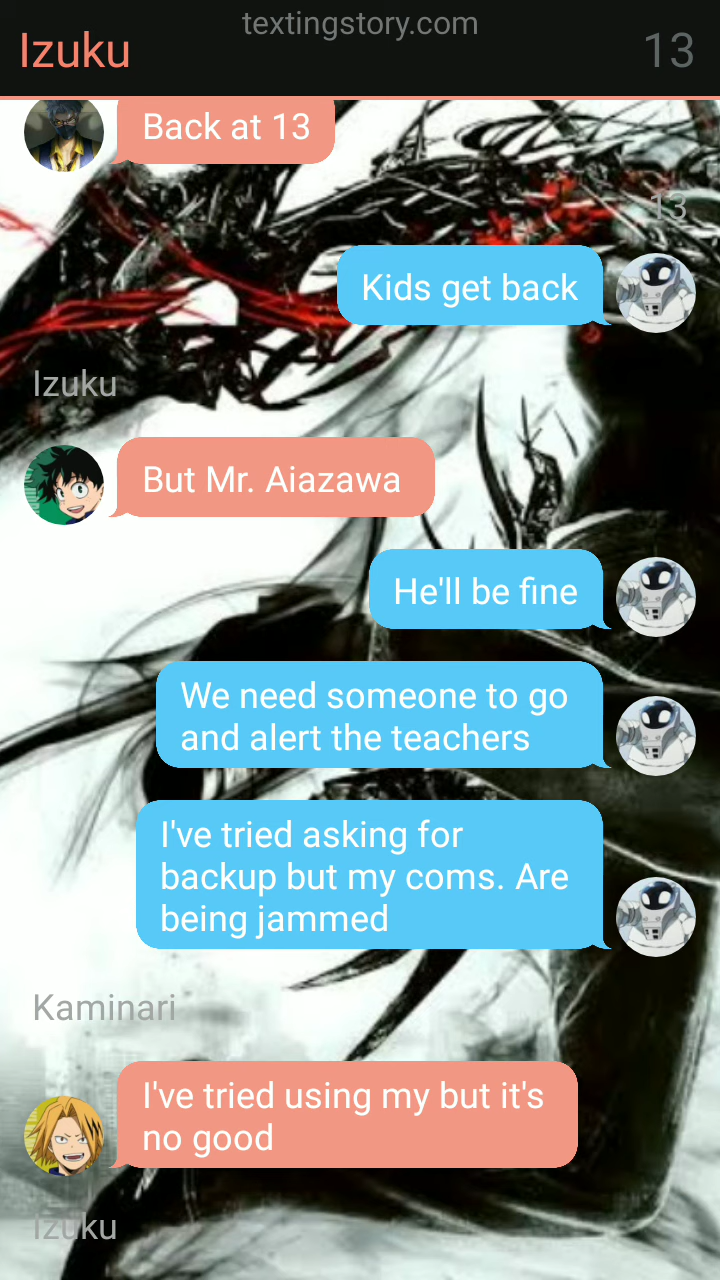 textingstory.com
Izuku
13
Back at 13
13
Kids get back
Izuku
But Mr. Aiazawa
He'll be fine
We need someone to go
and alert the teachers
I've tried asking for
backup but my coms. Are
being jammed
Kaminari
I've tried using my but it's
no good
Izuku